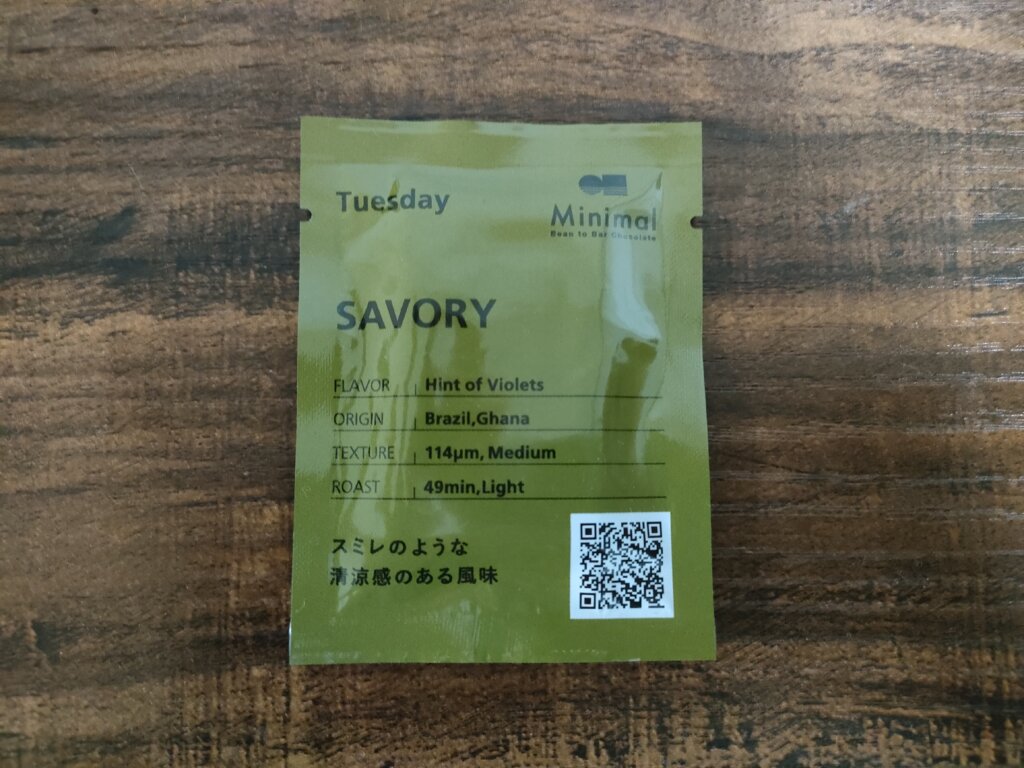 Tuesday
Minimal
Bean to Bar Chocolate
SAVORY
FLAVOR Hint of Violets
ORIGIN Brazil,Ghana
TEXTURE 114μm, Medium
ROAST 49min,Light
スミレのような
清涼感のある風味